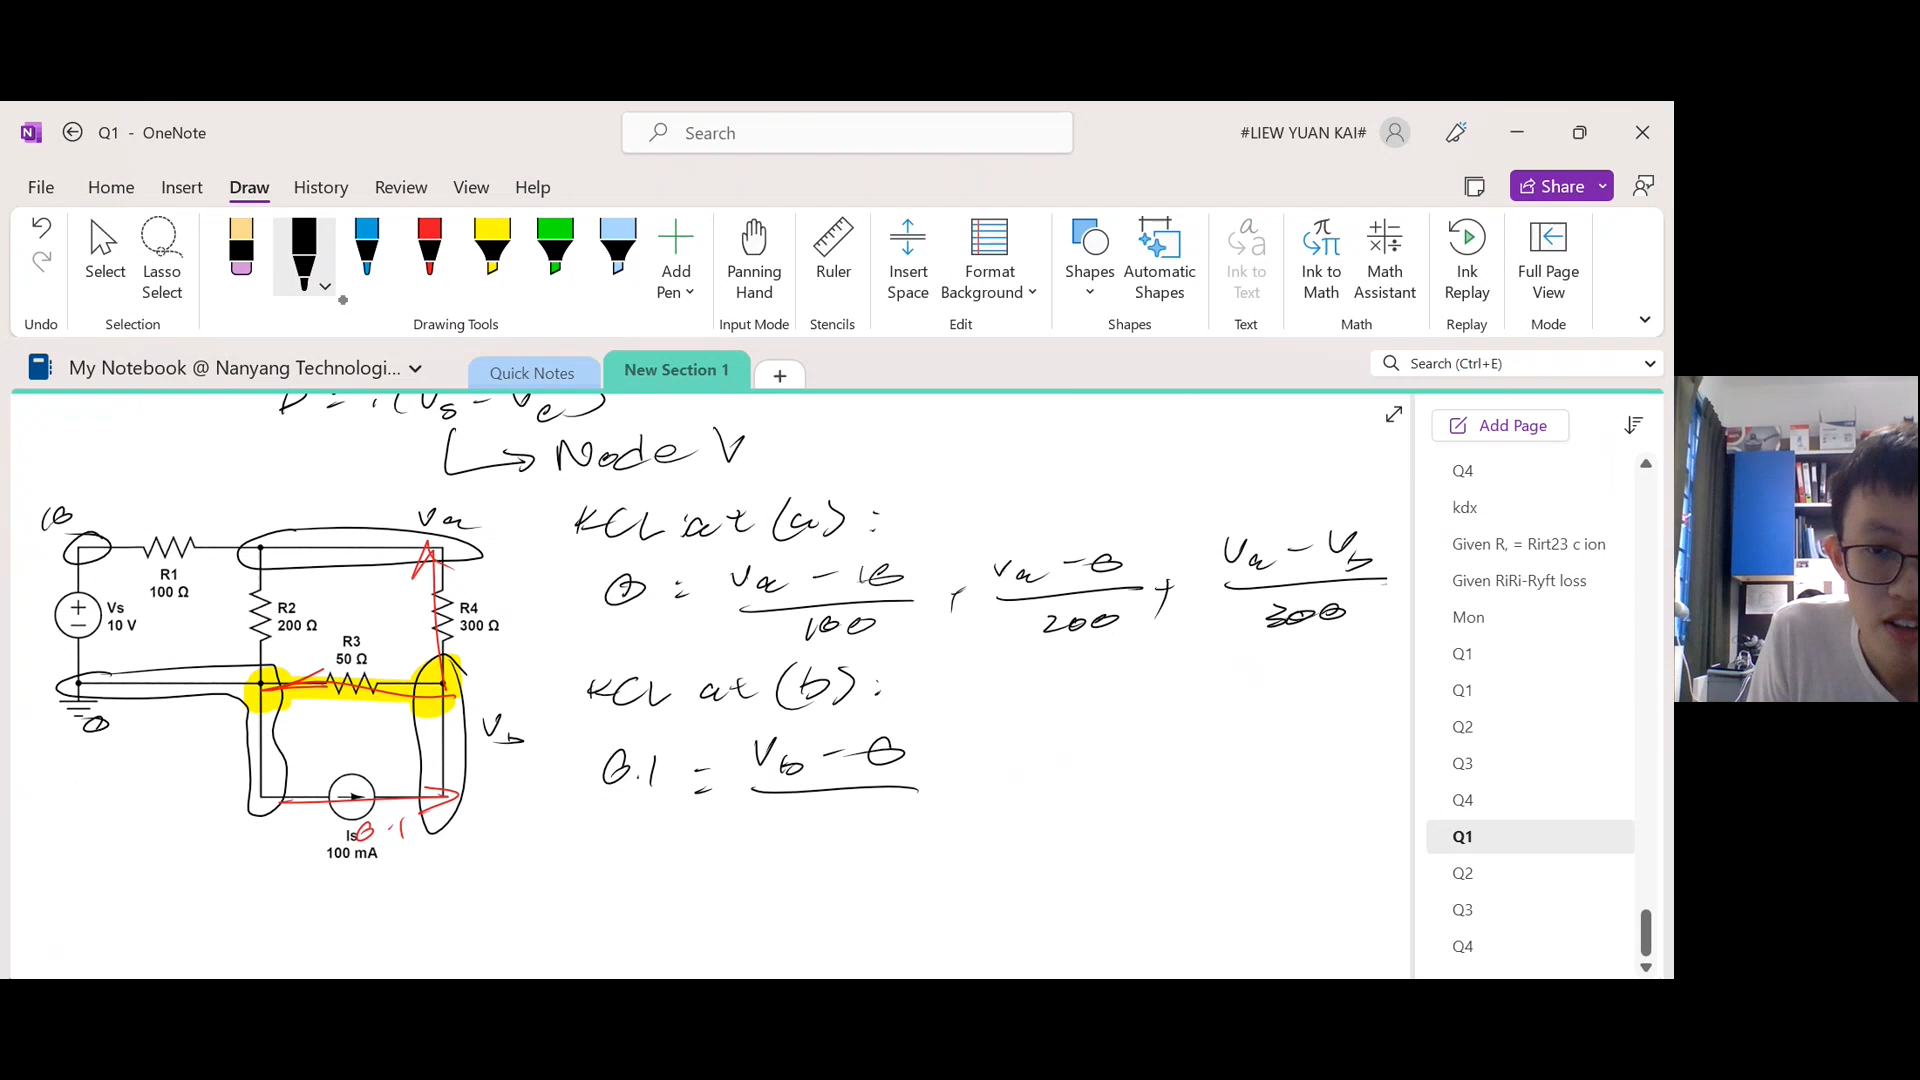 Q1 - OneNote
Search
#LIEW YUAN KAI#
File Home Insert Draw History Review View Help
Share
Select
Lasso Select
Add Pen
Panning Hand
Ruler
Insert Space
Format Background
Shapes
Automatic Shapes
Ink to Text
Ink to Math
Math Assistant
Ink Replay
Full Page View
Undo Selection Drawing Tools Input Mode Stencils Edit Shapes Text Math Replay Mode
My Notebook @ Nanyang Technologi...
Quick Notes
New Section 1
+
Search (Ctrl+E)
Add Page
Q4
kdx
Given R, = Rirt23 c ion
Given RiRi-Ryft loss
Mon
Q1
Q1
Q2
Q3
Q4
Q1
Q2
Q3
Q4
P = i(Vs - Ve)
↳ Node V
10
Va
R1
100 Ω
Vs
10 V
R2
200 Ω
R4
300 Ω
R3
50 Ω
0
Vb
Is
0.1
100 mA
KCL at (a) :
0 = Va - 10 / 100 + Va - 0 / 200 + Va - Vb / 300
KCL at (b) :
0.1 = Vb - 0